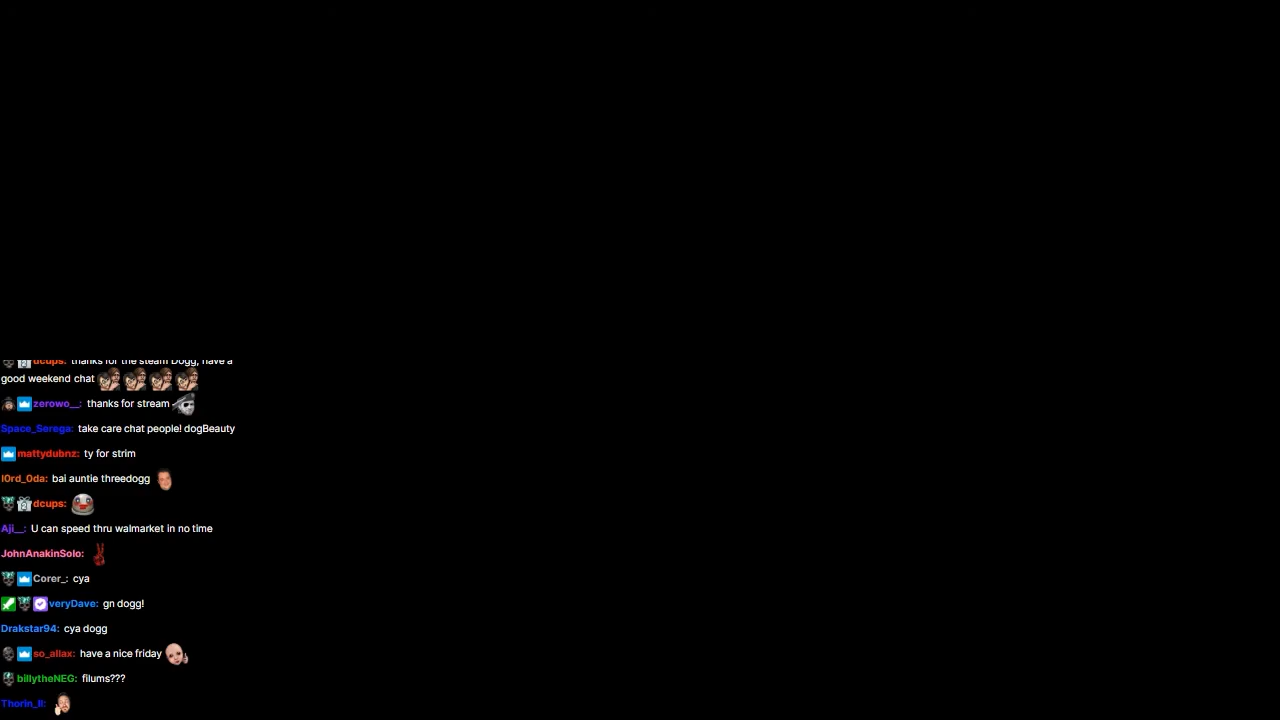 dcups: thanks for the steam Dogg, have a
good weekend chat
zerowo__: thanks for stream
Space_Serega: take care chat people! dogBeauty
mattydubnz: ty for strim
l0rd_0da: bai auntie threedogg
dcups:
Aji__: U can speed thru walmarket in no time
JohnAnakinSolo:
Corer_: cya
veryDave: gn dogg!
Drakstar94: cya dogg
so_allax: have a nice friday
billytheNEG: filums???
Thorin_II: